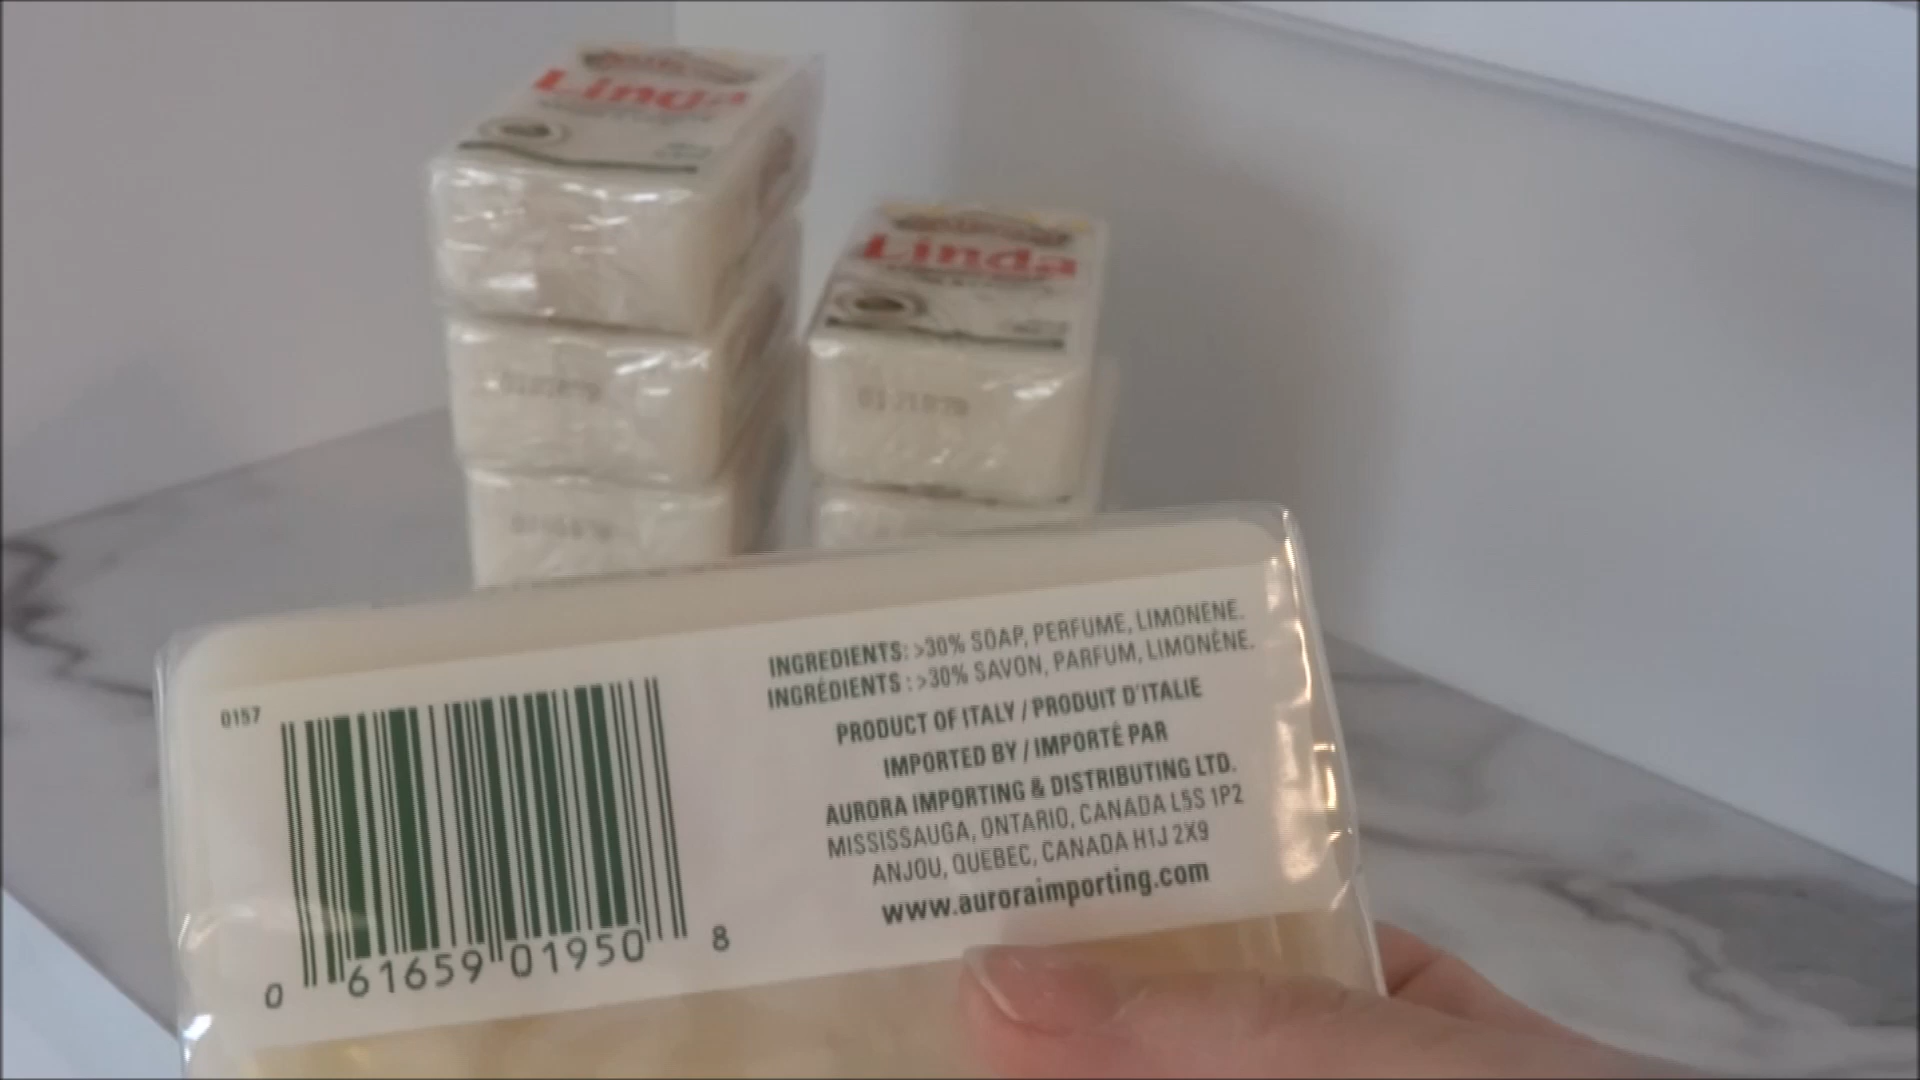 Linda
Linda
INGREDIENTS: >30% SOAP, PERFUME, LIMONENE.
INGRÉDIENTS : >30% SAVON, PARFUM, LIMONÈNE.
PRODUCT OF ITALY / PRODUIT D'ITALIE
IMPORTED BY / IMPORTÉ PAR
AURORA IMPORTING & DISTRIBUTING LTD.
MISSISSAUGA, ONTARIO, CANADA L5S 1P2
ANJOU, QUEBEC, CANADA H1J 2X9
www.auroraimporting.com
0157
0 61659 01950 8